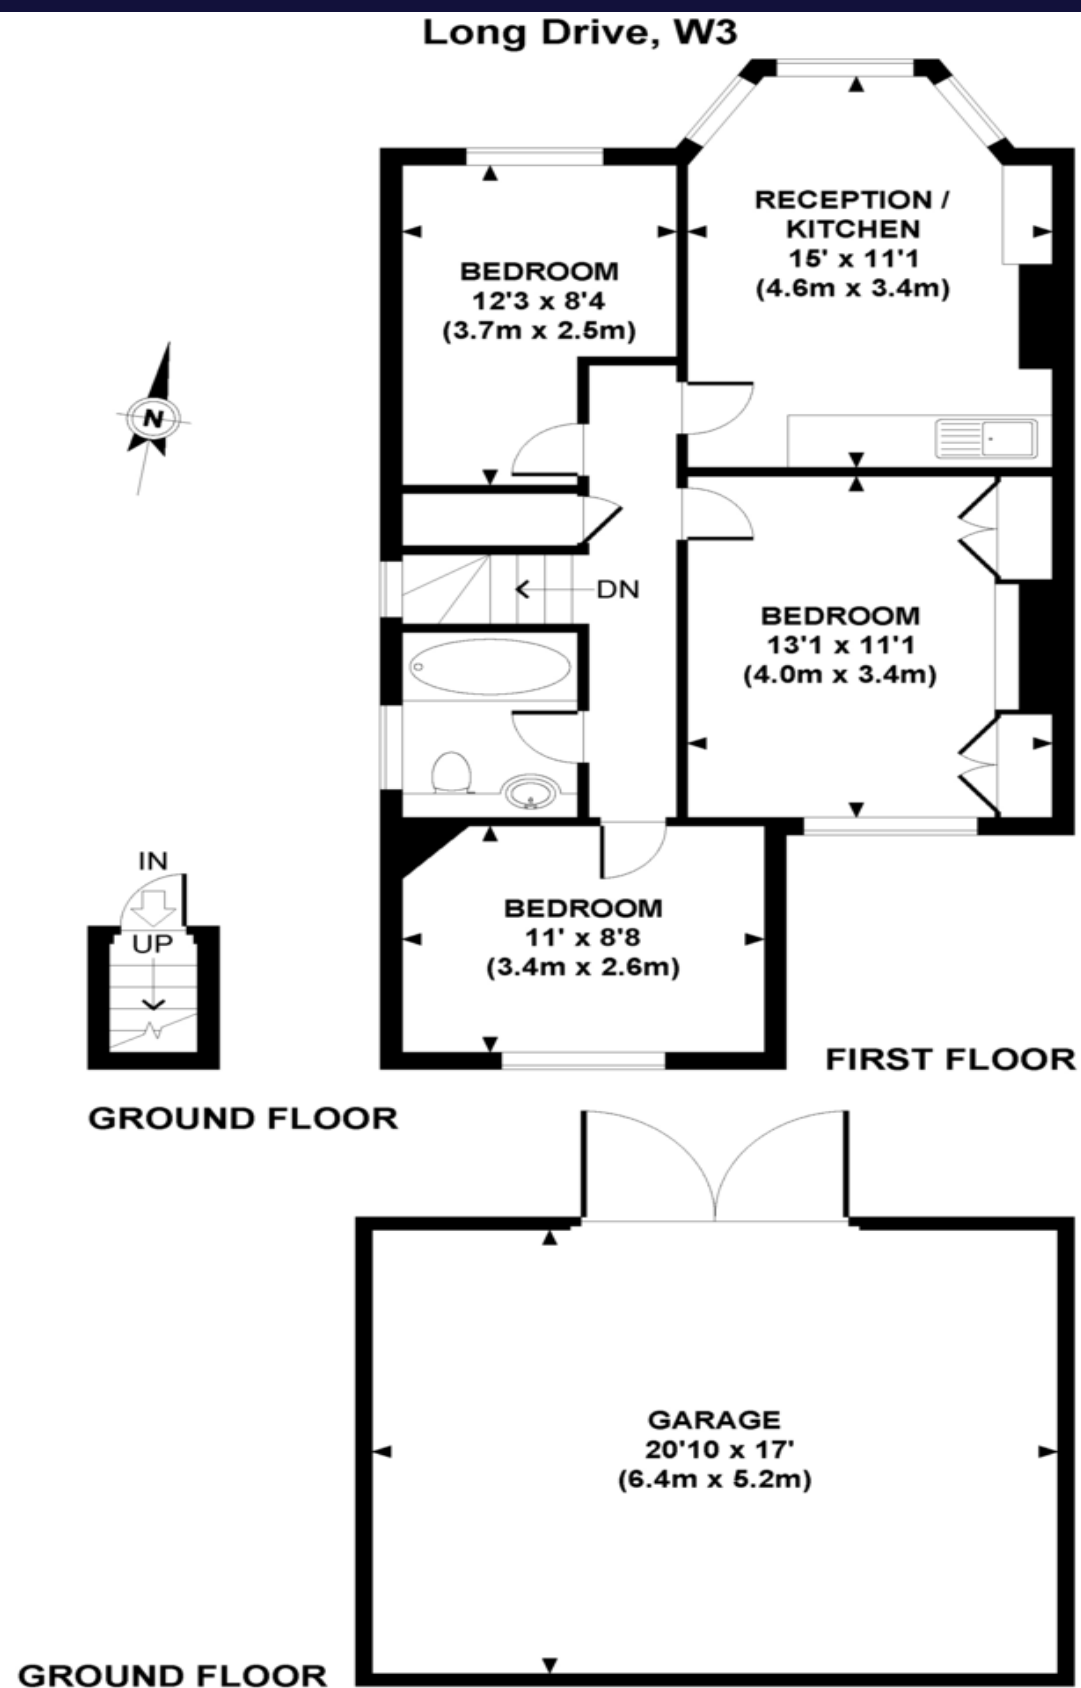 Long Drive, W3
RECEPTION /
KITCHEN
15' x 11'1
(4.6m x 3.4m)
BEDROOM
12'3 x 8'4
(3.7m x 2.5m)
N
DN
BEDROOM
13'1 x 11'1
(4.0m x 3.4m)
IN
UP
BEDROOM
11' x 8'8
(3.4m x 2.6m)
FIRST FLOOR
GROUND FLOOR
GARAGE
20'10 x 17'
(6.4m x 5.2m)
GROUND FLOOR